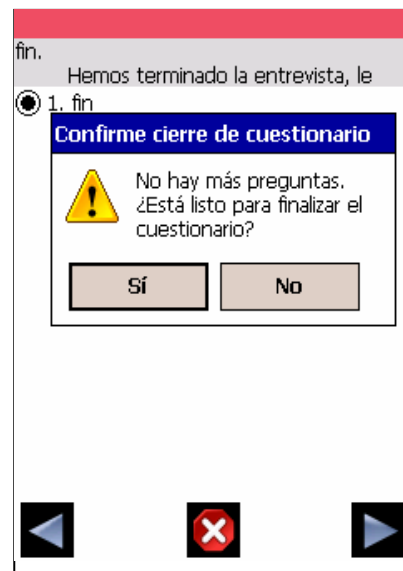 fin.
Hemos terminado la entrevista, le
1. fin
Confirme cierre de cuestionario
No hay más preguntas.
¿Está listo para finalizar el
cuestionario?
Sí
No